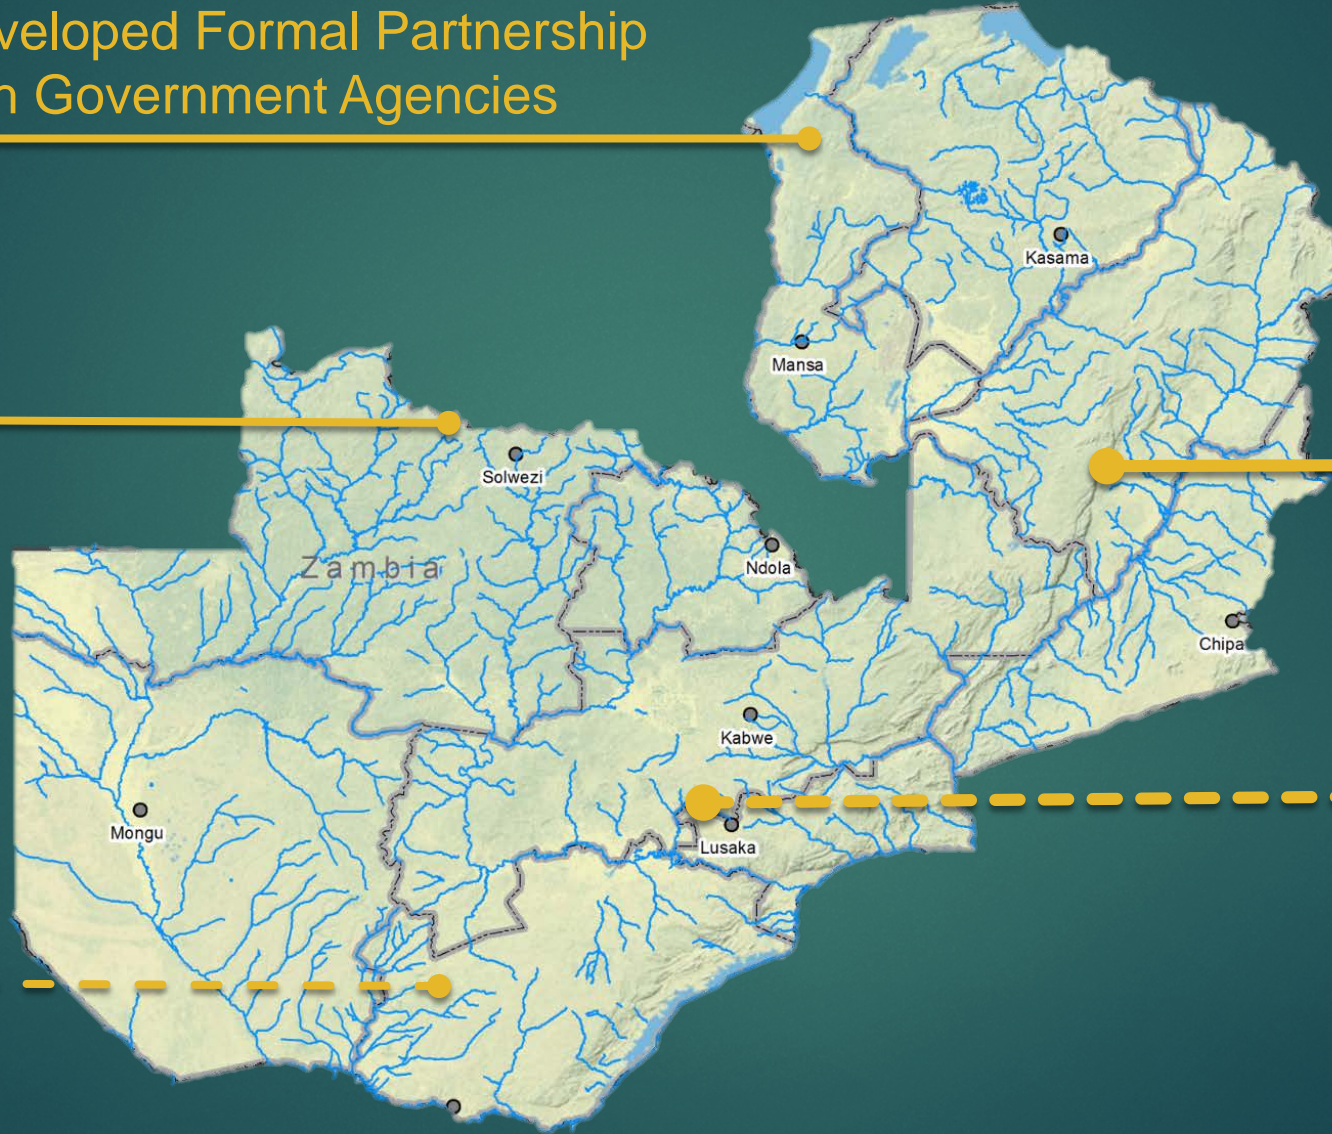 veloped Formal Partnership
n Government Agencies
Kasama
Mansa
Solwezi
Zambia
Ndola
Chipa
Kabwe
Mongu
Lusaka